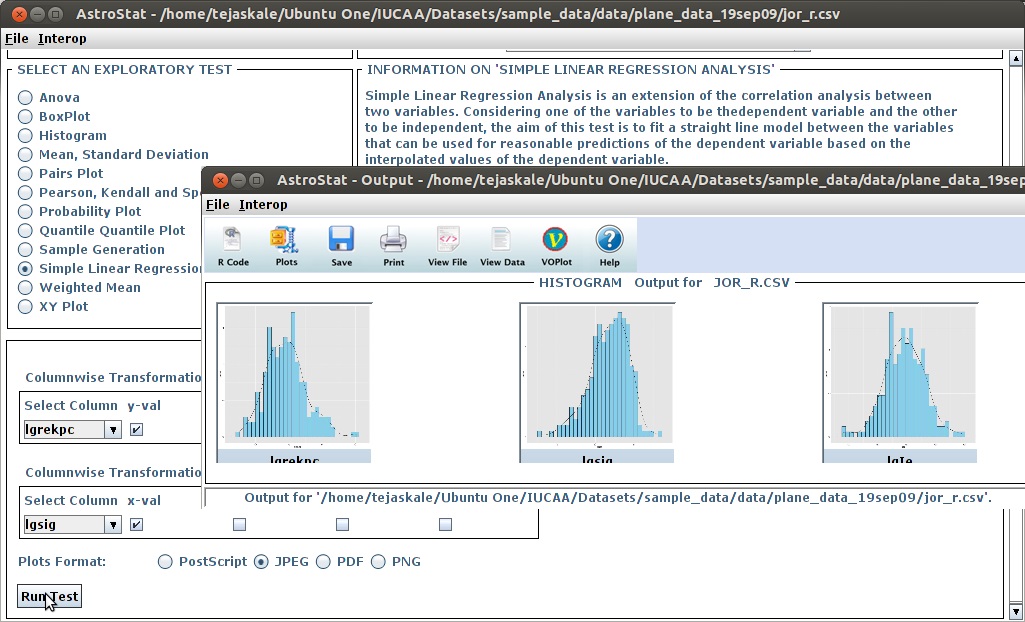 AstroStat - /home/tejaskale/Ubuntu One/IUCAA/Datasets/sample_data/data/plane_data_19sep09/jor_r.csv
File Interop
SELECT AN EXPLORATORY TEST
Anova
BoxPlot
Histogram
Mean, Standard Deviation
Pairs Plot
Pearson, Kendall and Sp
Probability Plot
Quantile Quantile Plot
Sample Generation
Simple Linear Regression
Weighted Mean
XY Plot
INFORMATION ON 'SIMPLE LINEAR REGRESSION ANALYSIS'
Simple Linear Regression Analysis is an extension of the correlation analysis between
two variables. Considering one of the variables to be thedependent variable and the other
to be independent, the aim of this test is to fit a straight line model between the variables
that can be used for reasonable predictions of the dependent variable based on the
interpolated values of the dependent variable.
AstroStat - Output - /home/tejaskale/Ubuntu One/IUCAA/Datasets/sample_data/data/plane_data_19sep
File Interop
R Code Plots Save Print View File View Data VOPlot Help
HISTOGRAM Output for JOR_R.CSV
lgrekpc lgsig lgIe
Output for '/home/tejaskale/Ubuntu One/IUCAA/Datasets/sample_data/data/plane_data_19sep09/jor_r.csv'.
Columnwise Transformatio
Select Column y-val
lgrekpc
Columnwise Transformatio
Select Column x-val
lgsig
Plots Format: PostScript JPEG PDF PNG
Run Test